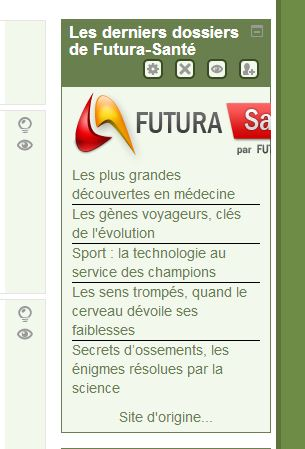 Les derniers dossiers
de Futura-Santé
FUTURA Sa
par FUT
Les plus grandes
découvertes en médecine
Les gènes voyageurs, clés
de l'évolution
Sport : la technologie au
service des champions
Les sens trompés, quand le
cerveau dévoile ses
faiblesses
Secrets d’ossements, les
énigmes résolues par la
science
Site d'origine...